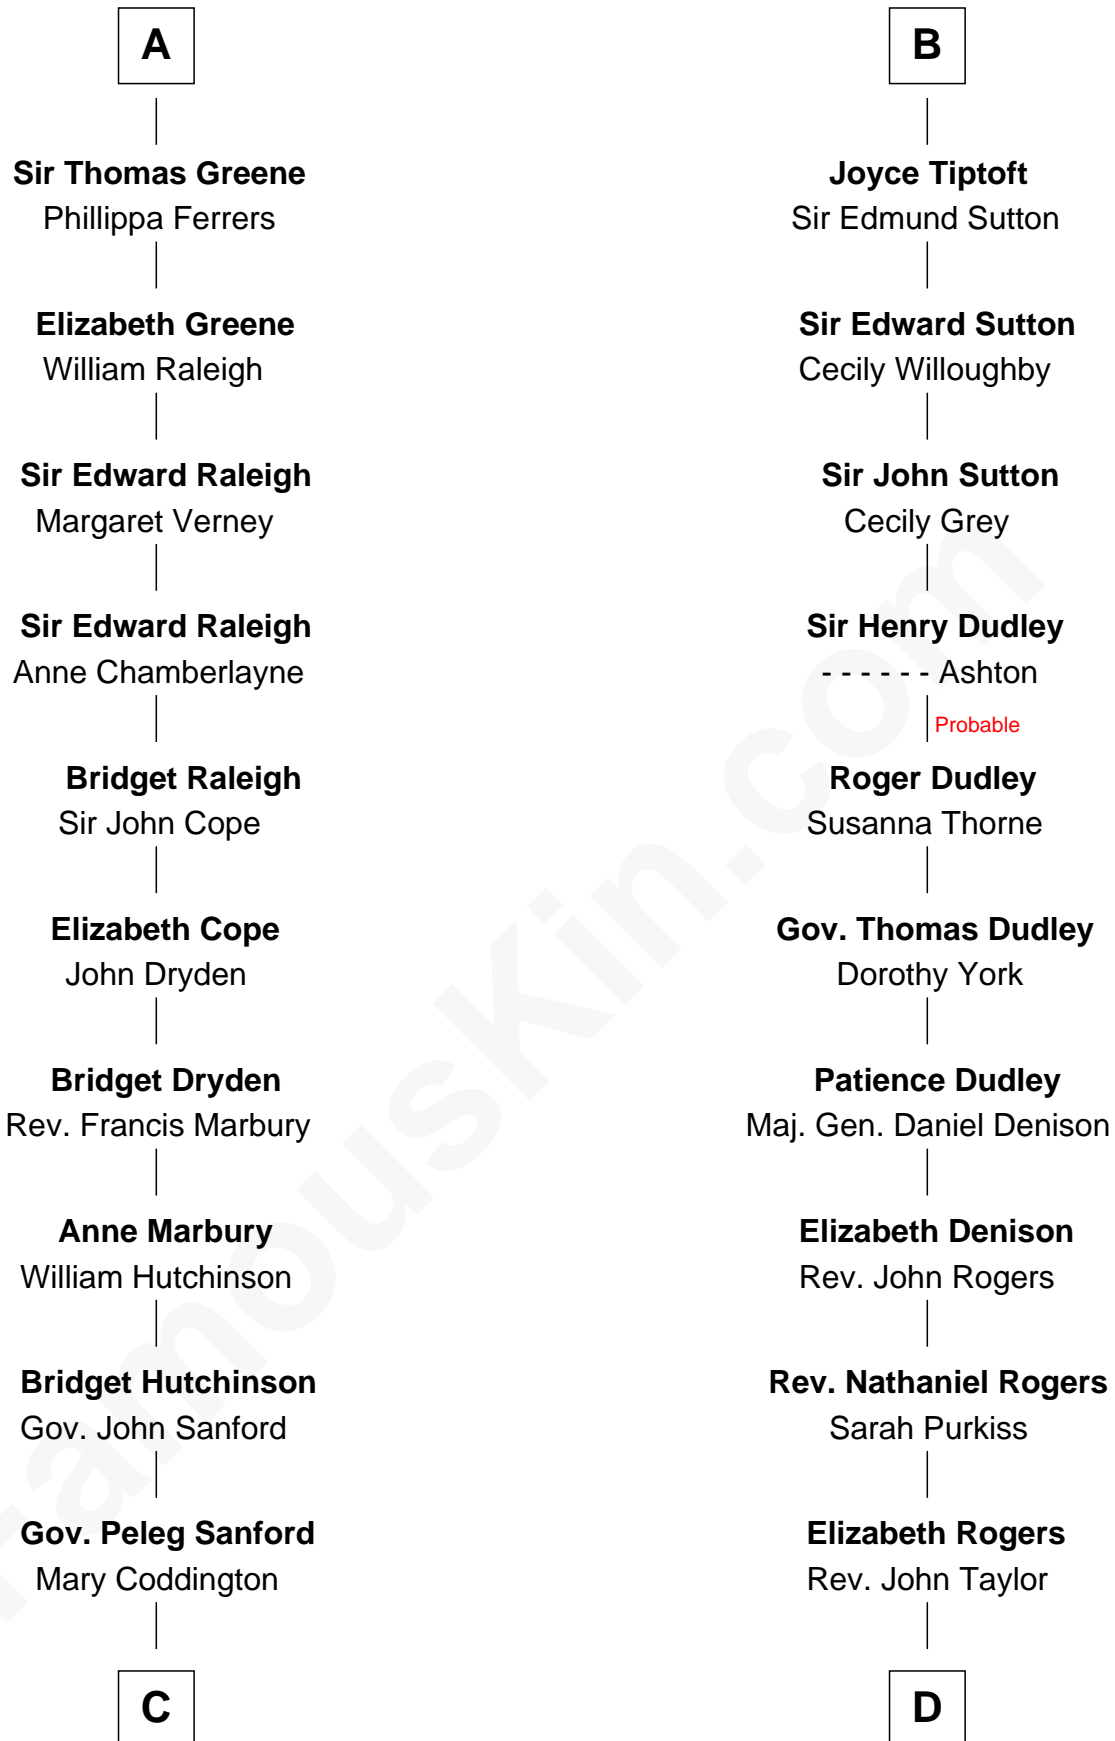 A
Sir Thomas Greene
Phillippa Ferrers
Elizabeth Greene
William Raleigh
Sir Edward Raleigh
Margaret Verney
Sir Edward Raleigh
Anne Chamberlayne
Bridget Raleigh
Sir John Cope
Elizabeth Cope
John Dryden
Bridget Dryden
Rev. Francis Marbury
Anne Marbury
William Hutchinson
Bridget Hutchinson
Gov. John Sanford
Gov. Peleg Sanford
Mary Coddington
C
B
Joyce Tiptoft
Sir Edmund Sutton
Sir Edward Sutton
Cecily Willoughby
Sir John Sutton
Cecily Grey
Sir Henry Dudley
- - - - - - Ashton
Probable
Roger Dudley
Susanna Thorne
Gov. Thomas Dudley
Dorothy York
Patience Dudley
Maj. Gen. Daniel Denison
Elizabeth Denison
Rev. John Rogers
Rev. Nathaniel Rogers
Sarah Purkiss
Elizabeth Rogers
Rev. John Taylor
D
FamousKin.com